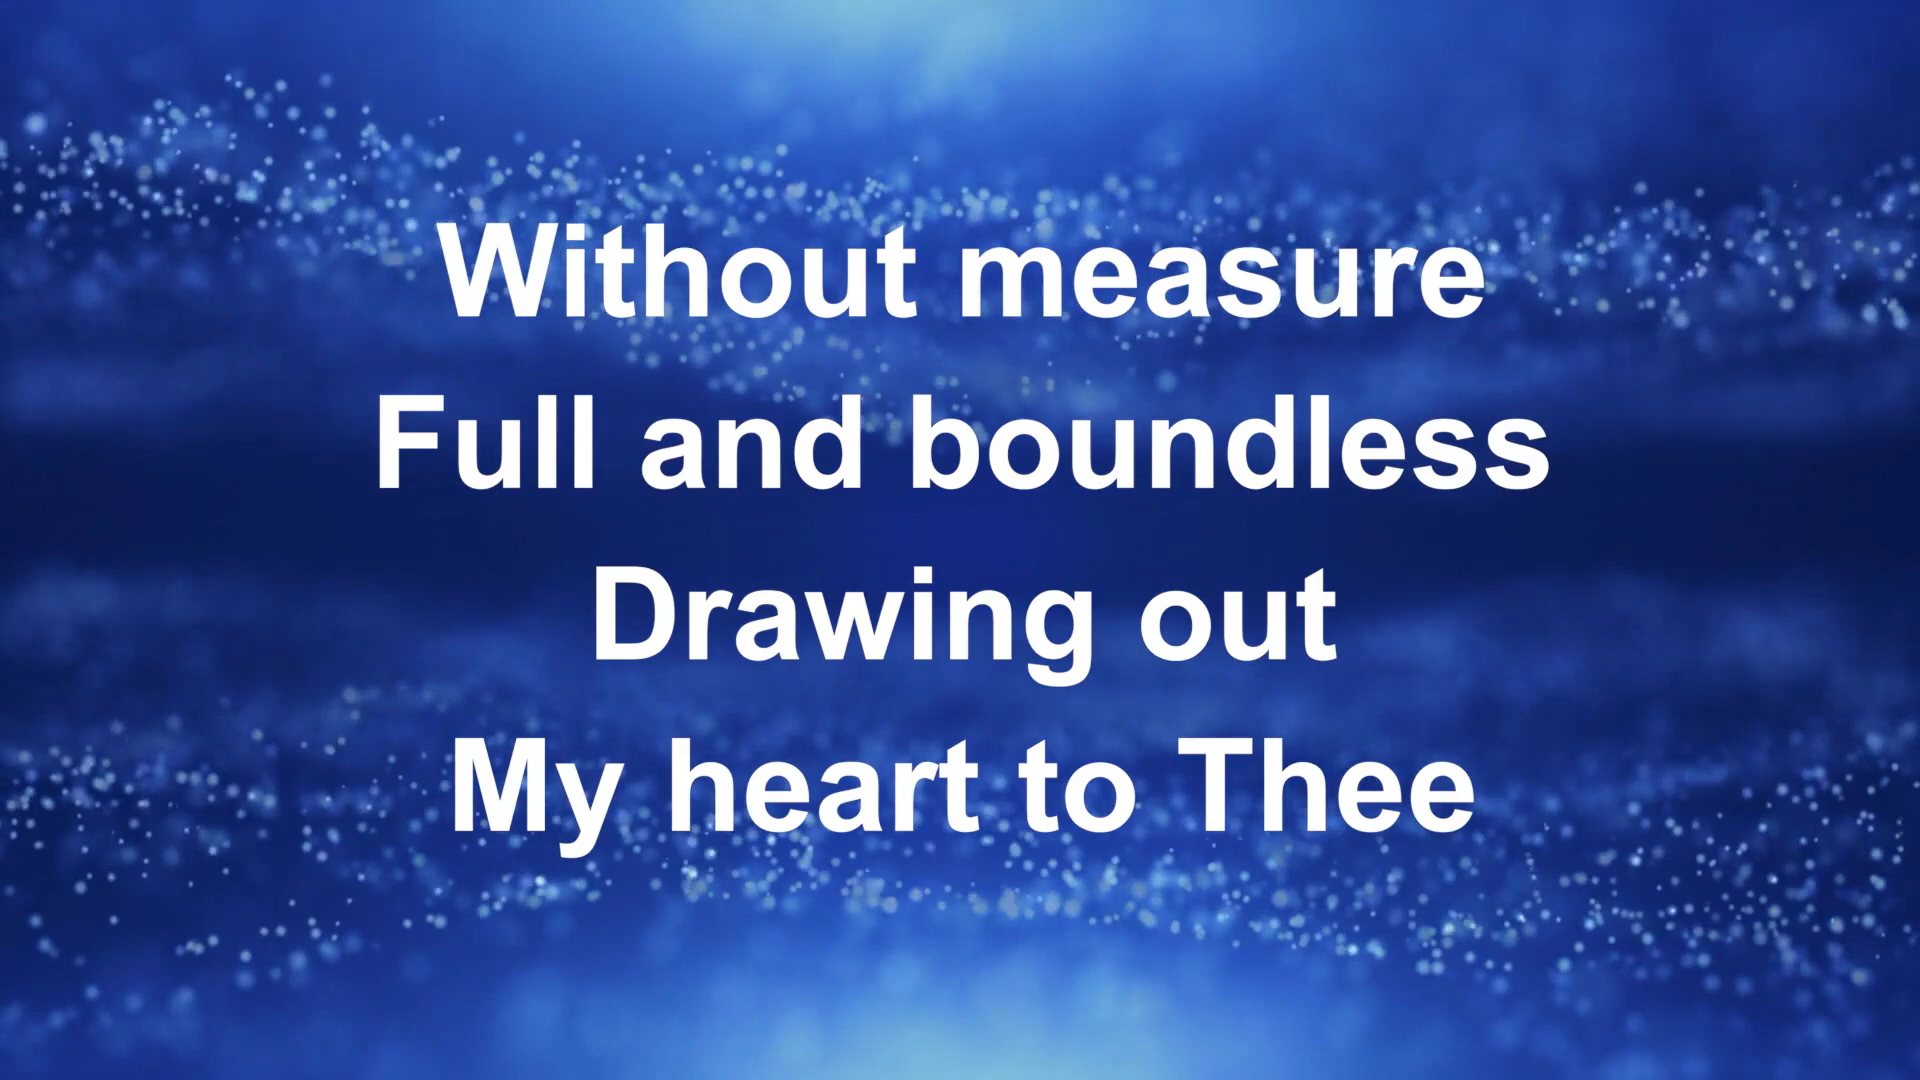 Without measure
Full and boundless
Drawing out
My heart to Thee